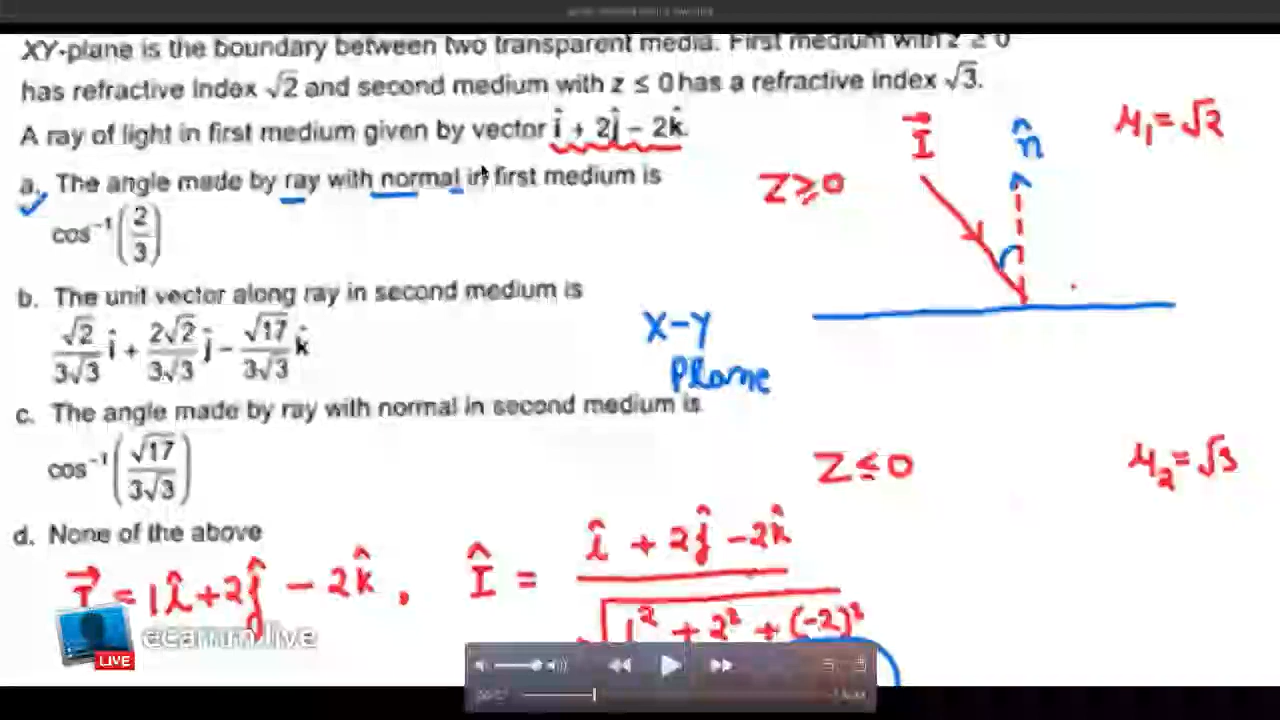 XY-plane is the boundary between two transparent media. First medium with z ≥ 0
has refractive index √2 and second medium with z ≤ 0 has a refractive index √3.
A ray of light in first medium given by vector î + 2ĵ − 2k̂.
a. The angle made by ray with normal in first medium is
cos⁻¹(2/3)
b. The unit vector along ray in second medium is
√2/3√3 î + 2√2/3√3 ĵ − √17/3√3 k̂
c. The angle made by ray with normal in second medium is
cos⁻¹(√17/3√3)
d. None of the above
I⃗ = 1î + 2ĵ − 2k̂ , Î = î + 2ĵ − 2k̂ / √1² + 2² + (−2)²
I⃗
n̂
μ₁ = √2
Z ≥ 0
X-Y
Plane
Z ≤ 0
μ₂ = √3
ecamm.live
LIVE